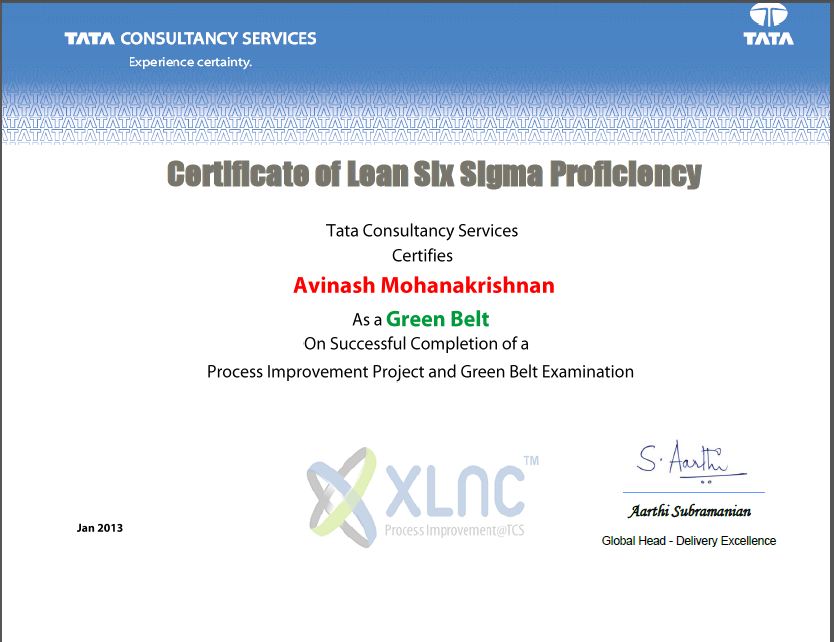 TATA CONSULTANCY SERVICES
Experience certainty.
TATA
Certificate of Lean Six Sigma Proficiency
Tata Consultancy Services
Certifies
Avinash Mohanakrishnan
As a Green Belt
On Successful Completion of a
Process Improvement Project and Green Belt Examination
XLNC™
Process Improvement@TCS
Jan 2013
S. Aarthi
Aarthi Subramanian
Global Head - Delivery Excellence